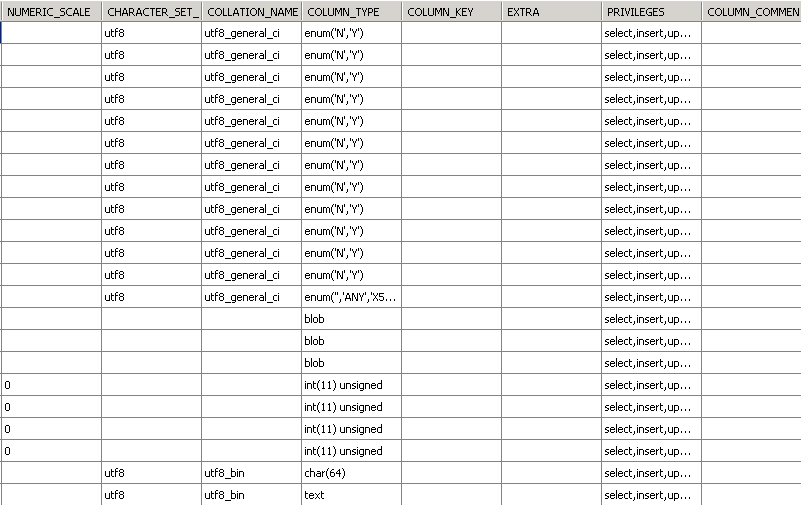 NUMERIC_SCALE CHARACTER_SET_ COLLATION_NAME COLUMN_TYPE COLUMN_KEY EXTRA PRIVILEGES COLUMN_COMMEN
utf8 utf8_general_ci enum('N','Y') select,insert,up...
utf8 utf8_general_ci enum('N','Y') select,insert,up...
utf8 utf8_general_ci enum('N','Y') select,insert,up...
utf8 utf8_general_ci enum('N','Y') select,insert,up...
utf8 utf8_general_ci enum('N','Y') select,insert,up...
utf8 utf8_general_ci enum('N','Y') select,insert,up...
utf8 utf8_general_ci enum('N','Y') select,insert,up...
utf8 utf8_general_ci enum('N','Y') select,insert,up...
utf8 utf8_general_ci enum('N','Y') select,insert,up...
utf8 utf8_general_ci enum('N','Y') select,insert,up...
utf8 utf8_general_ci enum('N','Y') select,insert,up...
utf8 utf8_general_ci enum('N','Y') select,insert,up...
utf8 utf8_general_ci enum('','ANY','X5... select,insert,up...
blob select,insert,up...
blob select,insert,up...
blob select,insert,up...
0 int(11) unsigned select,insert,up...
0 int(11) unsigned select,insert,up...
0 int(11) unsigned select,insert,up...
0 int(11) unsigned select,insert,up...
utf8 utf8_bin char(64) select,insert,up...
utf8 utf8_bin text select,insert,up...